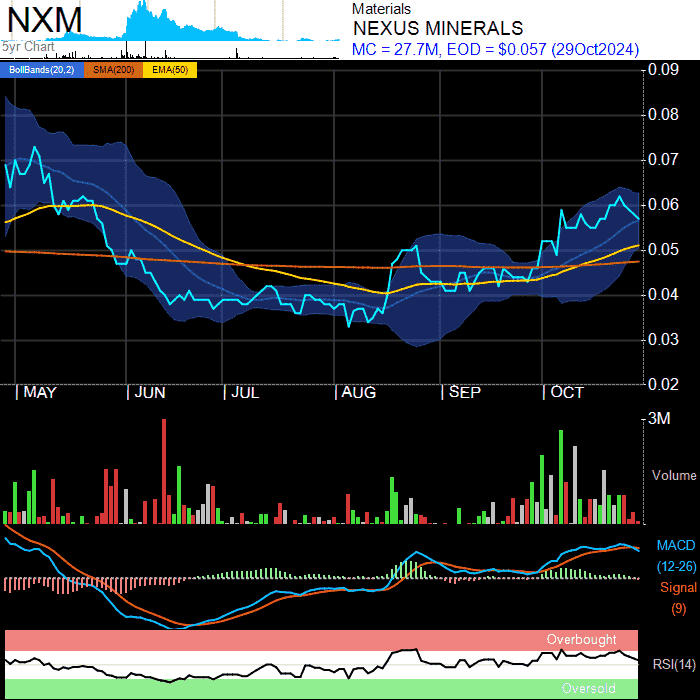 NXM
5yr Chart
Materials
NEXUS MINERALS
MC = 27.7M, EOD = $0.057 (29Oct2024)
BollBands(20,2) SMA(200) EMA(50)
0.09
0.08
0.07
0.06
0.05
0.04
0.03
0.02
MAY JUN JUL AUG SEP OCT
3M
Volume
MACD
(12-26)
Signal
(9)
Overbought
RSI(14)
Oversold